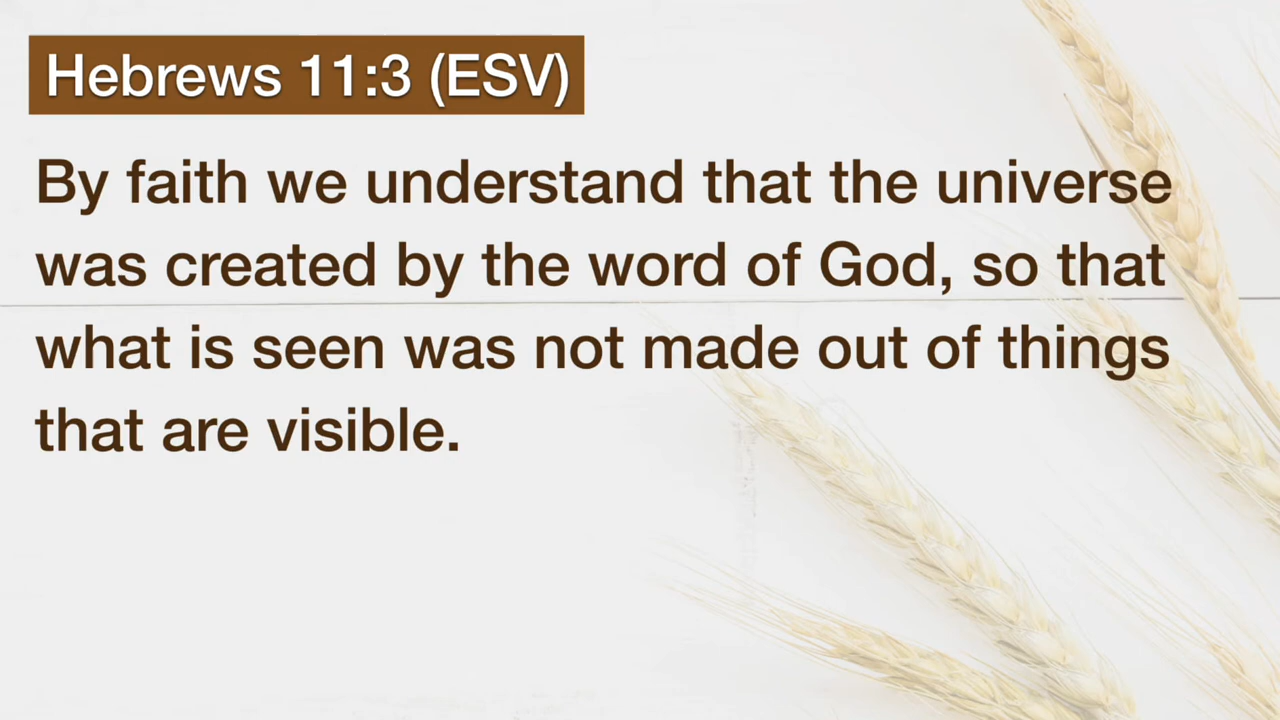 Hebrews 11:3 (ESV)
By faith we understand that the universe
was created by the word of God, so that
what is seen was not made out of things
that are visible.